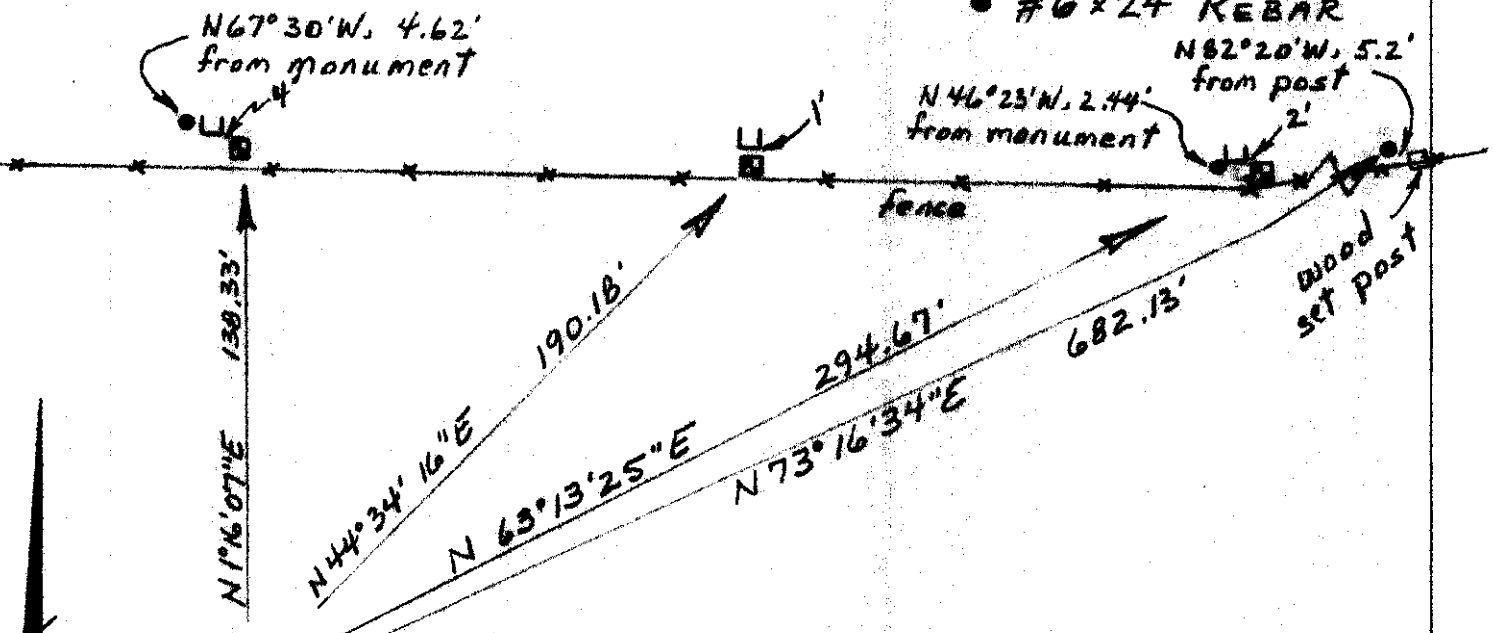 #6 x 24 REBAR
N67°30'W, 4.62'
from monument
4'
N82°20'W, 5.2'
from post
N46°23'W, 2.44'
from monument
1'
2'
fence
wood
set post
138.33'
N1°16'07"E
190.18'
N44°34'16"E
294.67'
N 63°13'25"E
682.13'
N73°16'34"E